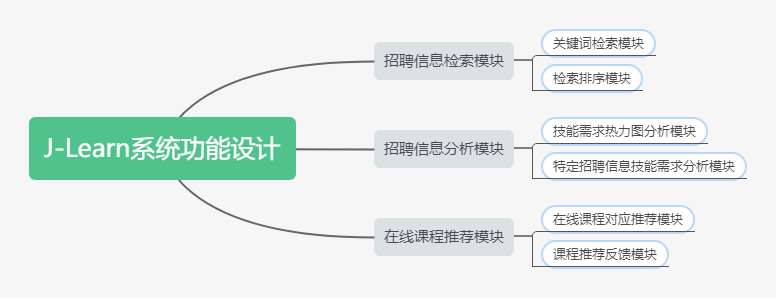 J-Learn系统功能设计
招聘信息检索模块
关键词检索模块
检索排序模块
招聘信息分析模块
技能需求热力图分析模块
特定招聘信息技能需求分析模块
在线课程推荐模块
在线课程对应推荐模块
课程推荐反馈模块